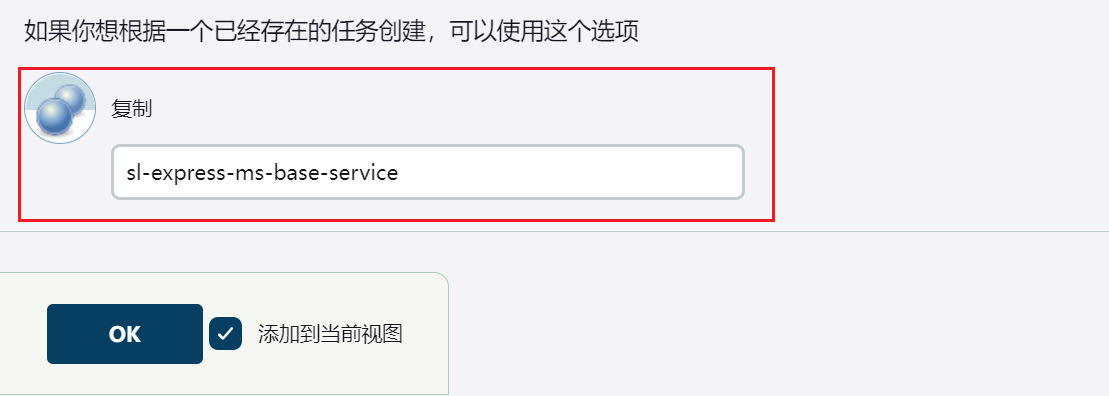 如果你想根据一个已经存在的任务创建，可以使用这个选项
复制
sl-express-ms-base-service
OK
添加到当前视图